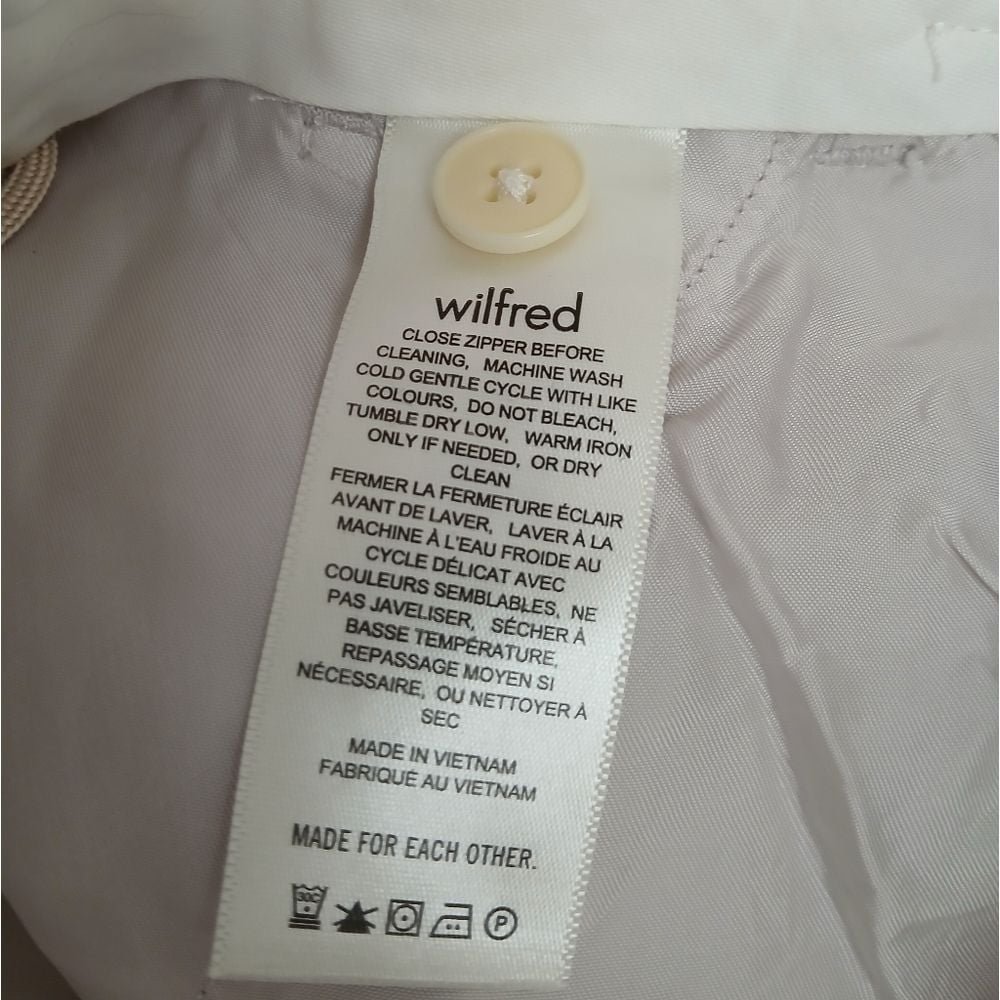 wilfred
CLOSE ZIPPER BEFORE
CLEANING, MACHINE WASH
COLD GENTLE CYCLE WITH LIKE
COLOURS, DO NOT BLEACH,
TUMBLE DRY LOW, WARM IRON
ONLY IF NEEDED, OR DRY
CLEAN
FERMER LA FERMETURE ÉCLAIR
AVANT DE LAVER, LAVER À LA
MACHINE À L'EAU FROIDE AU
CYCLE DÉLICAT AVEC
COULEURS SEMBLABLES, NE
PAS JAVELISER, SÉCHER À
BASSE TEMPÉRATURE,
REPASSAGE MOYEN SI
NÉCESSAIRE, OU NETTOYER À
SEC
MADE IN VIETNAM
FABRIQUÉ AU VIETNAM
MADE FOR EACH OTHER.
30C P